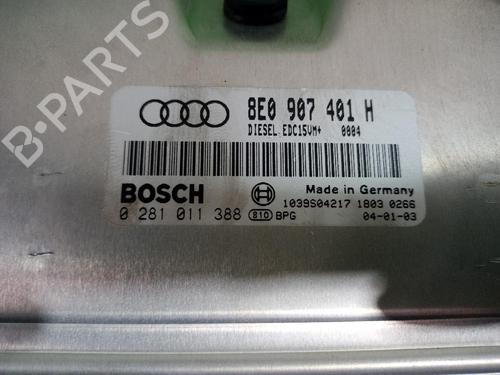 B-PARTS
8E0 907 401 H
DIESEL EDC15VM+ 0004
BOSCH
Made in Germany
1039S04217 1803 0266
0 281 011 388 810 BPG 04-01-03